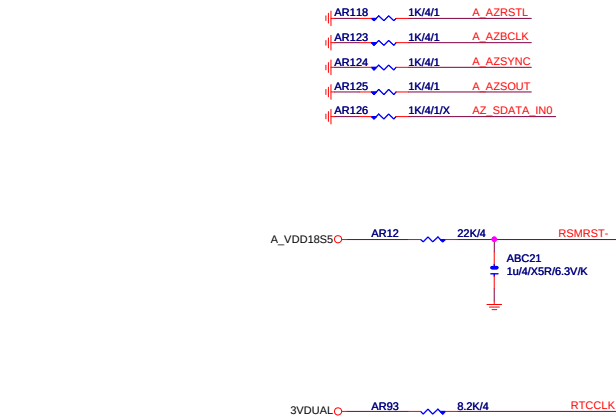 AR118 1K/4/1 A_AZRSTL
AR123 1K/4/1 A_AZBCLK
AR124 1K/4/1 A_AZSYNC
AR125 1K/4/1 A_AZSOUT
AR126 1K/4/1/X AZ_SDATA_IN0
A_VDD18S5 AR12 22K/4 RSMRST-
ABC21
1u/4/X5R/6.3V/K
3VDUAL AR93 8.2K/4 RTCCLK